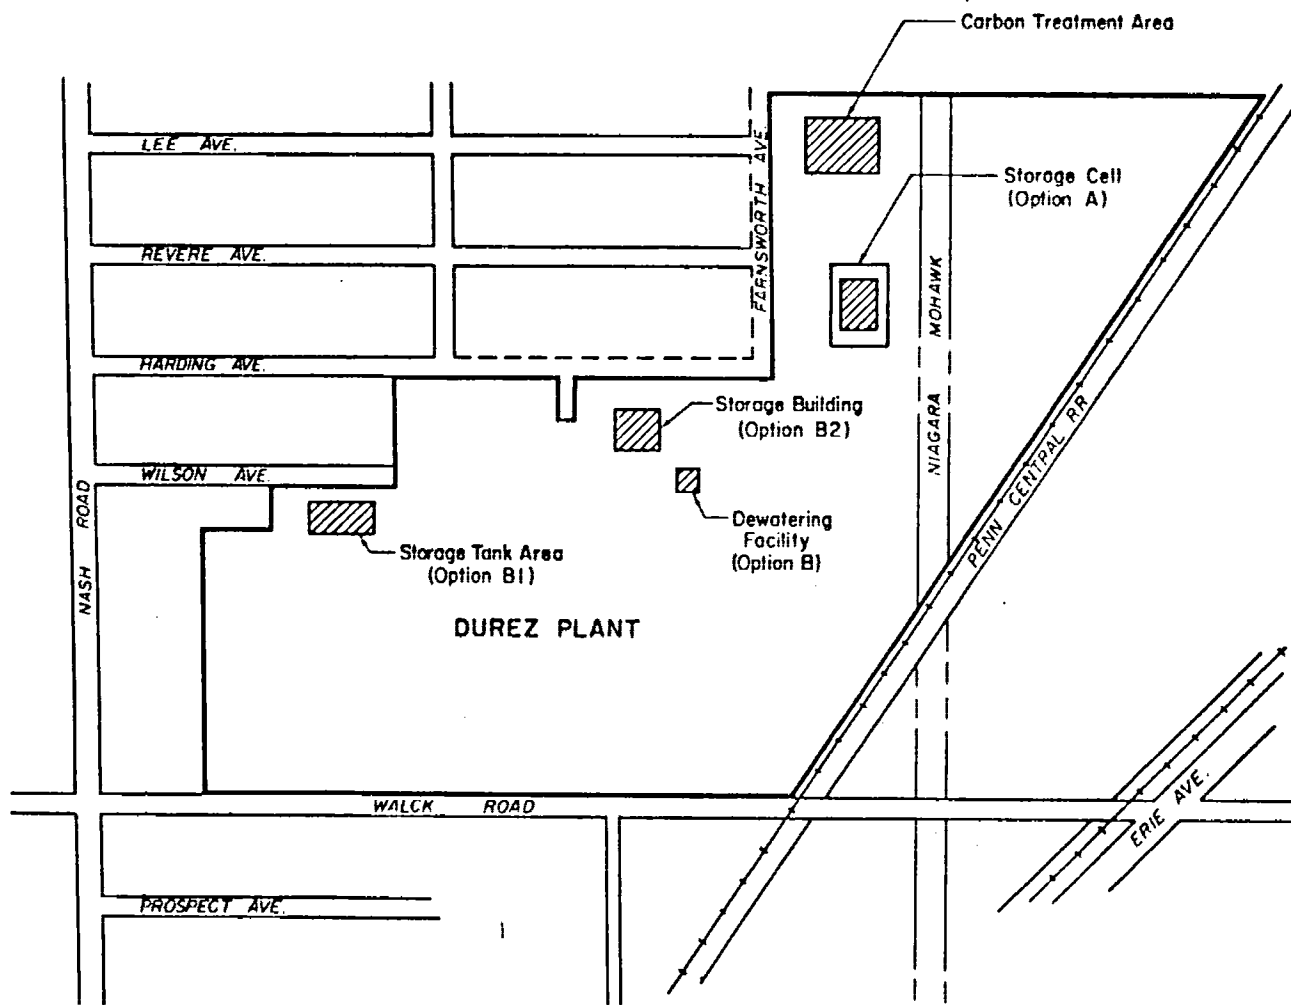 Carbon Treatment Area
LEE AVE.
FARNSWORTH AVE.
Storage Cell
(Option A)
REVERE AVE.
NIAGARA MOHAWK
HARDING AVE.
Storage Building
(Option B2)
PENN CENTRAL RR
WILSON AVE.
NASH ROAD
Dewatering
Facility
(Option B)
Storage Tank Area
(Option B1)
DUREZ PLANT
WALCK ROAD
ERIE AVE.
PROSPECT AVE.